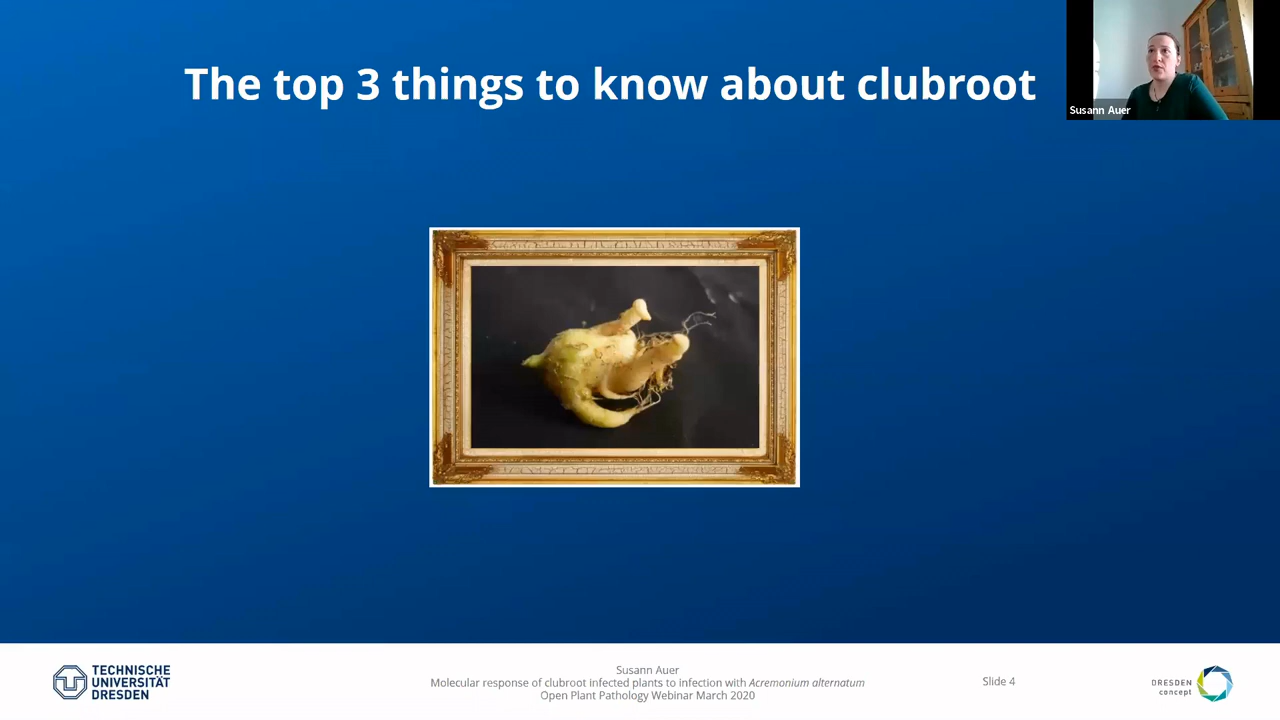 The top 3 things to know about clubroot
Susann Auer
TECHNISCHE
UNIVERSITÄT
DRESDEN
Susann Auer
Molecular response of clubroot infected plants to infection with Acremonium alternatum
Open Plant Pathology Webinar March 2020
Slide 4
DRESDEN
concept